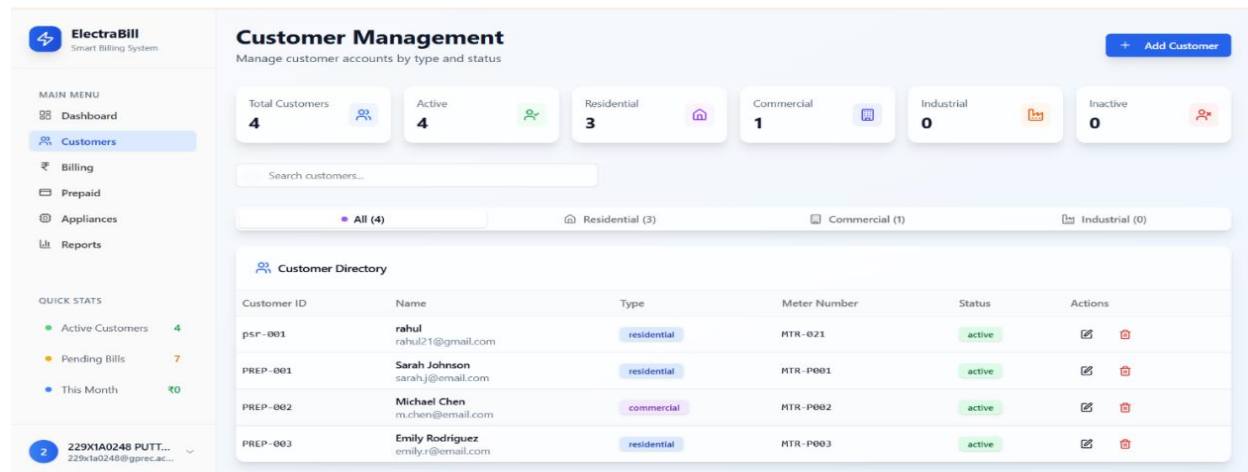 ElectraBill
Smart Billing System
MAIN MENU
Dashboard
Customers
₹ Billing
Prepaid
Appliances
Reports
QUICK STATS
Active Customers 4
Pending Bills 7
This Month ₹0
2
229X1A0248 PUTT...
229x1a0248@gprec.ac...
Customer Management
Manage customer accounts by type and status
+ Add Customer
Total Customers
4
Active
4
Residential
3
Commercial
1
Industrial
0
Inactive
0
Search customers...
All (4) Residential (3) Commercial (1) Industrial (0)
Customer Directory
Customer ID Name Type Meter Number Status Actions
psr-001 rahul residential MTR-021 active
rahul21@gmail.com
PREP-001 Sarah Johnson residential MTR-P001 active
sarah.j@email.com
PREP-002 Michael Chen commercial MTR-P002 active
m.chen@email.com
PREP-003 Emily Rodriguez residential MTR-P003 active
emily.r@email.com